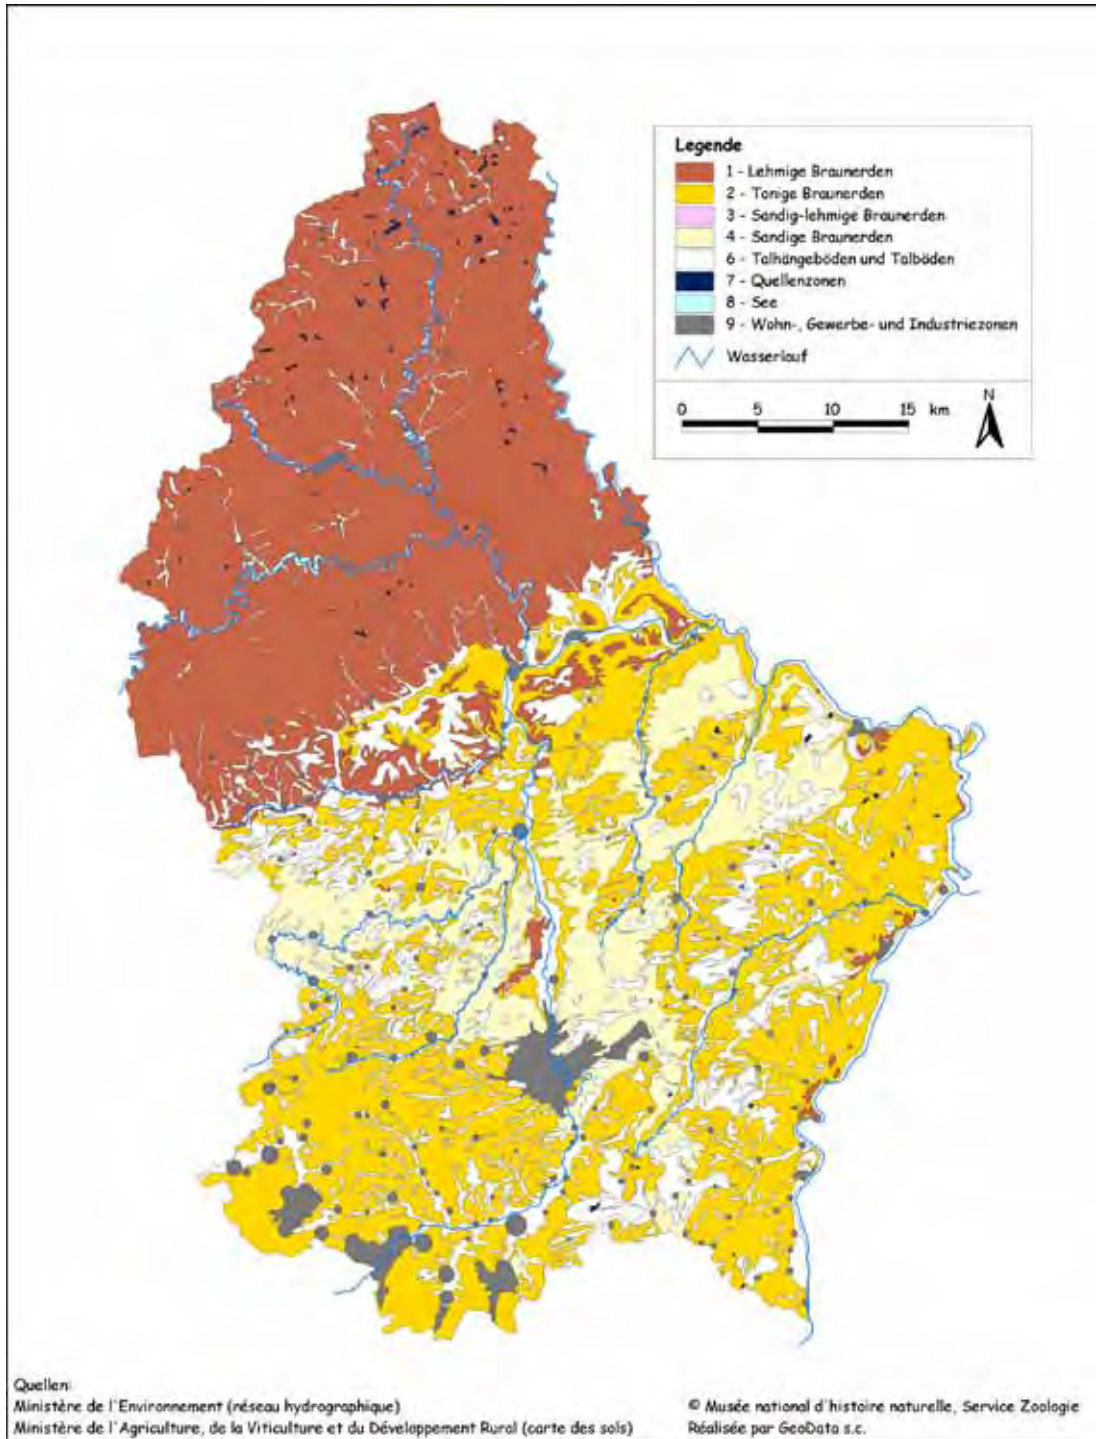 Legende
1 - Lehmige Braunerden
2 - Tonige Braunerden
3 - Sandig-lehmige Braunerden
4 - Sandige Braunerden
6 - Talhängeböden und Talböden
7 - Quellenzonen
8 - See
9 - Wohn-, Gewerbe- und Industriezonen
Wasserlauf
0 5 10 15 km
N
Quellen:
Ministère de l'Environnement (réseau hydrographique)
Ministère de l'Agriculture, de la Viticulture et du Développement Rural (carte des sols)
© Musée national d'histoire naturelle, Service Zoologie
Réalisée par GeoData s.c.